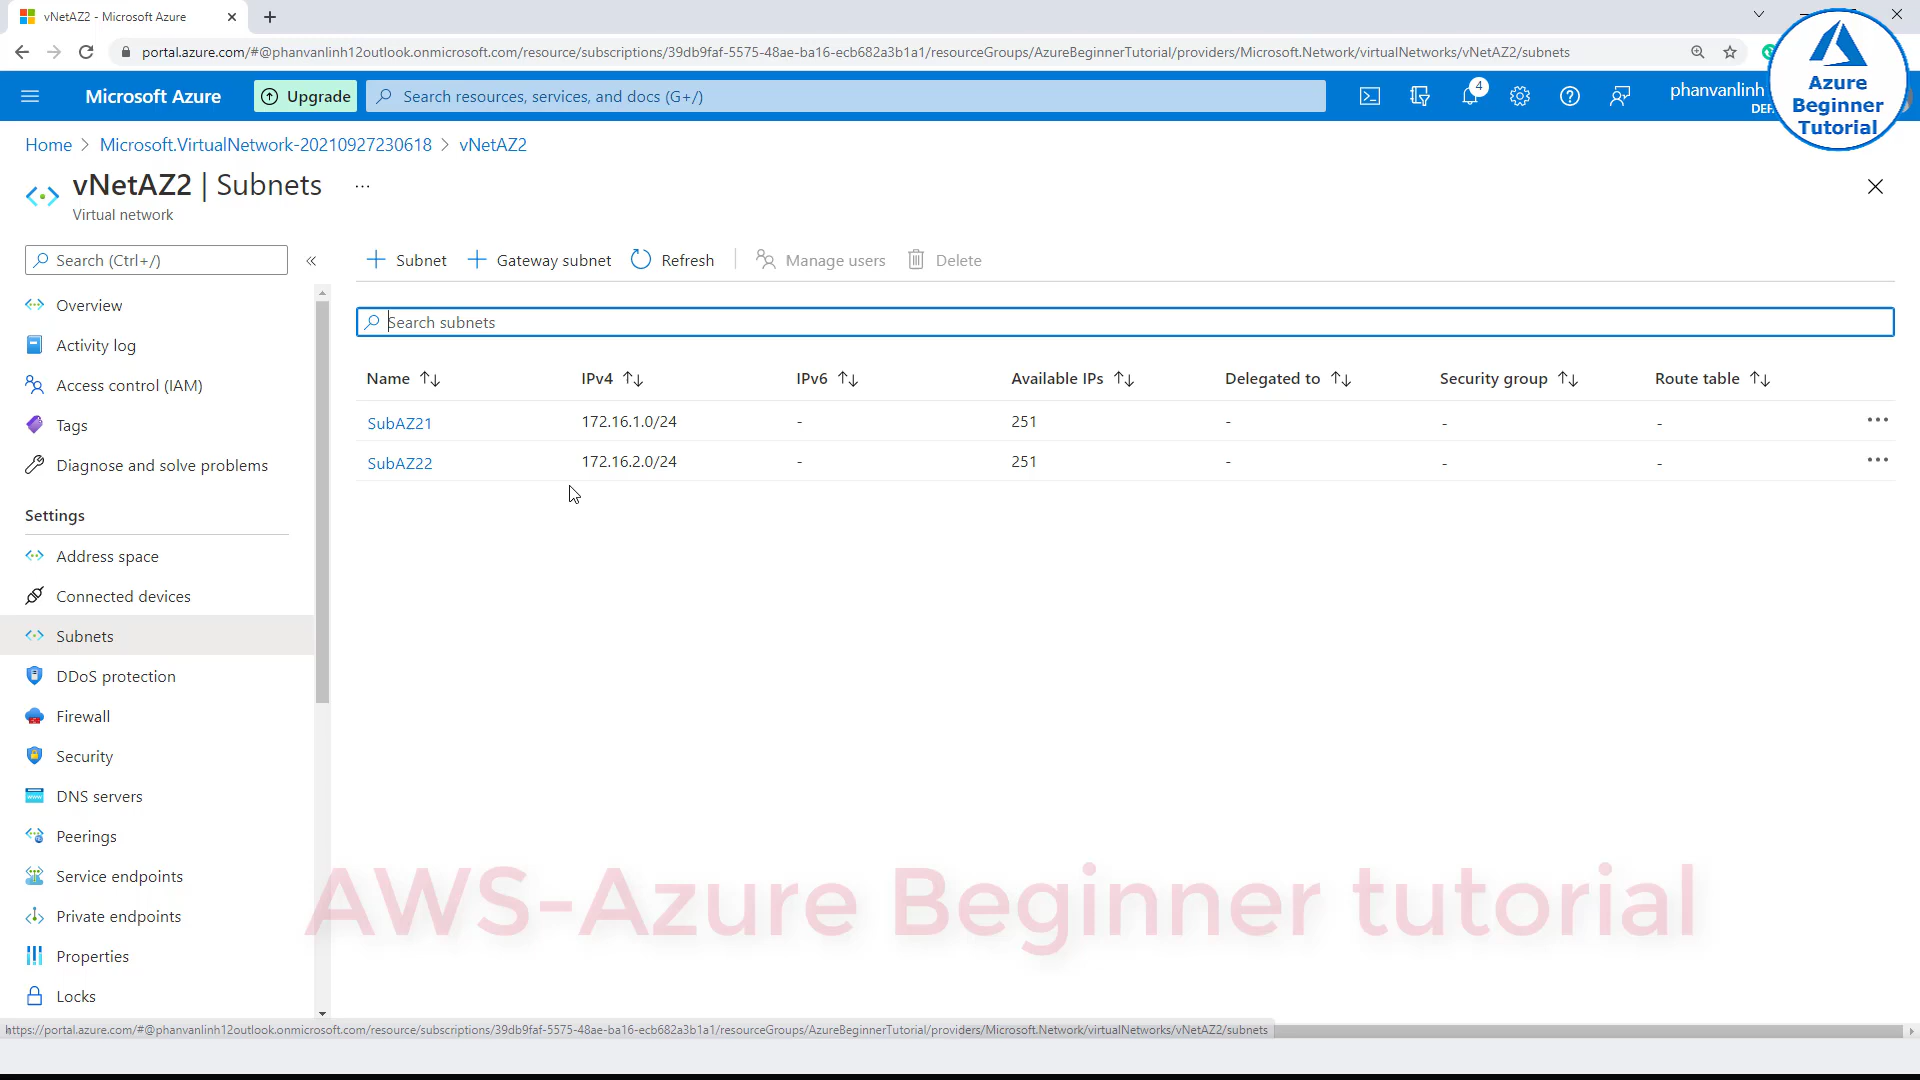 vNetAZ2 - Microsoft Azure
portal.azure.com/#@phanvanlinh12outlook.onmicrosoft.com/resource/subscriptions/39db9faf-5575-48ae-ba16-ecb682a3b1a1/resourceGroups/AzureBeginnerTutorial/providers/Microsoft.Network/virtualNetworks/vNetAZ2/subnets
Microsoft Azure
Upgrade
Search resources, services, and docs (G+/)
4
phanvanlinh
DEF
Azure
Beginner
Tutorial
Home > Microsoft.VirtualNetwork-20210927230618 > vNetAZ2
vNetAZ2 | Subnets ...
Virtual network
Search (Ctrl+/) «
+ Subnet + Gateway subnet Refresh Manage users Delete
Overview
Activity log
Access control (IAM)
Tags
Diagnose and solve problems
Settings
Address space
Connected devices
Subnets
DDoS protection
Firewall
Security
DNS servers
Peerings
Service endpoints
Private endpoints
Properties
Locks
Search subnets
Name IPv4 IPv6 Available IPs Delegated to Security group Route table
SubAZ21 172.16.1.0/24 - 251 - - - ...
SubAZ22 172.16.2.0/24 - 251 - - - ...
AWS-Azure Beginner tutorial
https://portal.azure.com/#@phanvanlinh12outlook.onmicrosoft.com/resource/subscriptions/39db9faf-5575-48ae-ba16-ecb682a3b1a1/resourceGroups/AzureBeginnerTutorial/providers/Microsoft.Network/virtualNetworks/vNetAZ2/subnets